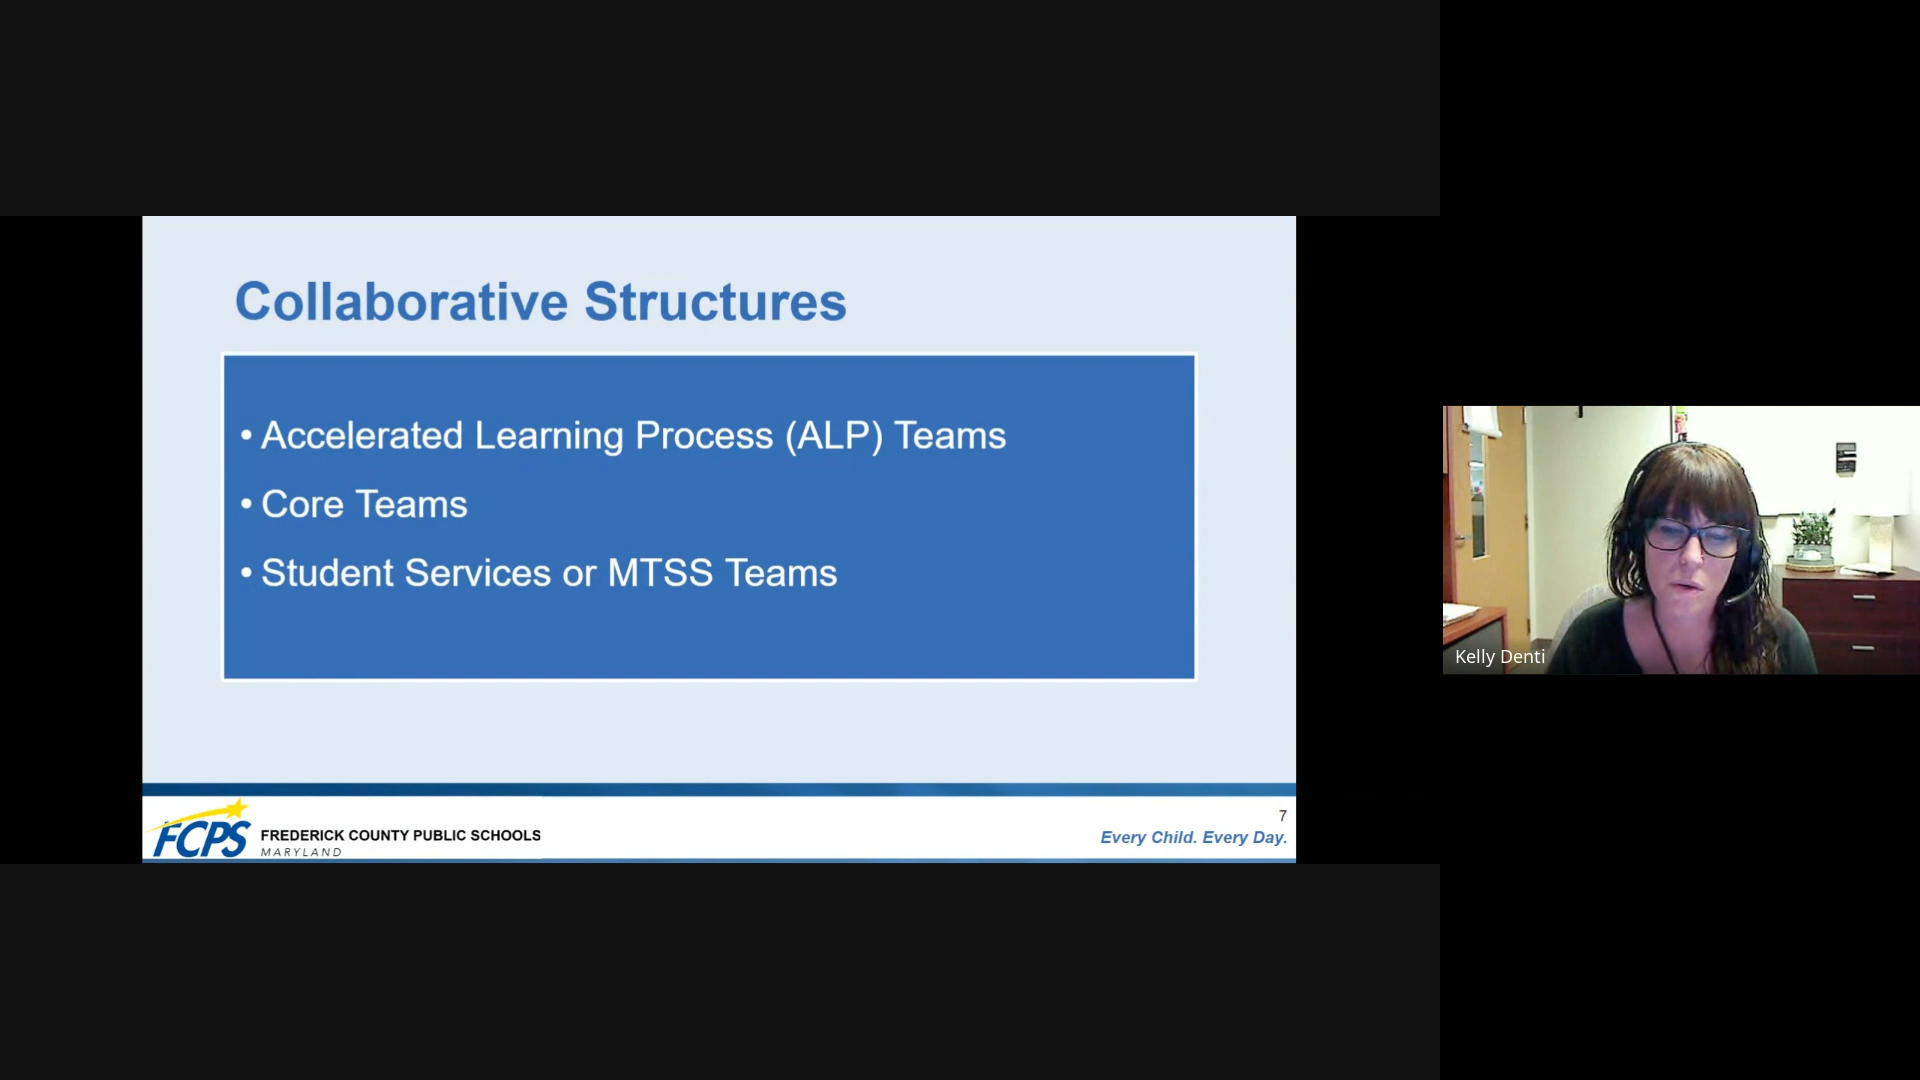 Collaborative Structures
• Accelerated Learning Process (ALP) Teams
• Core Teams
• Student Services or MTSS Teams
FCPS
FREDERICK COUNTY PUBLIC SCHOOLS
MARYLAND
7
Every Child. Every Day.
Kelly Denti